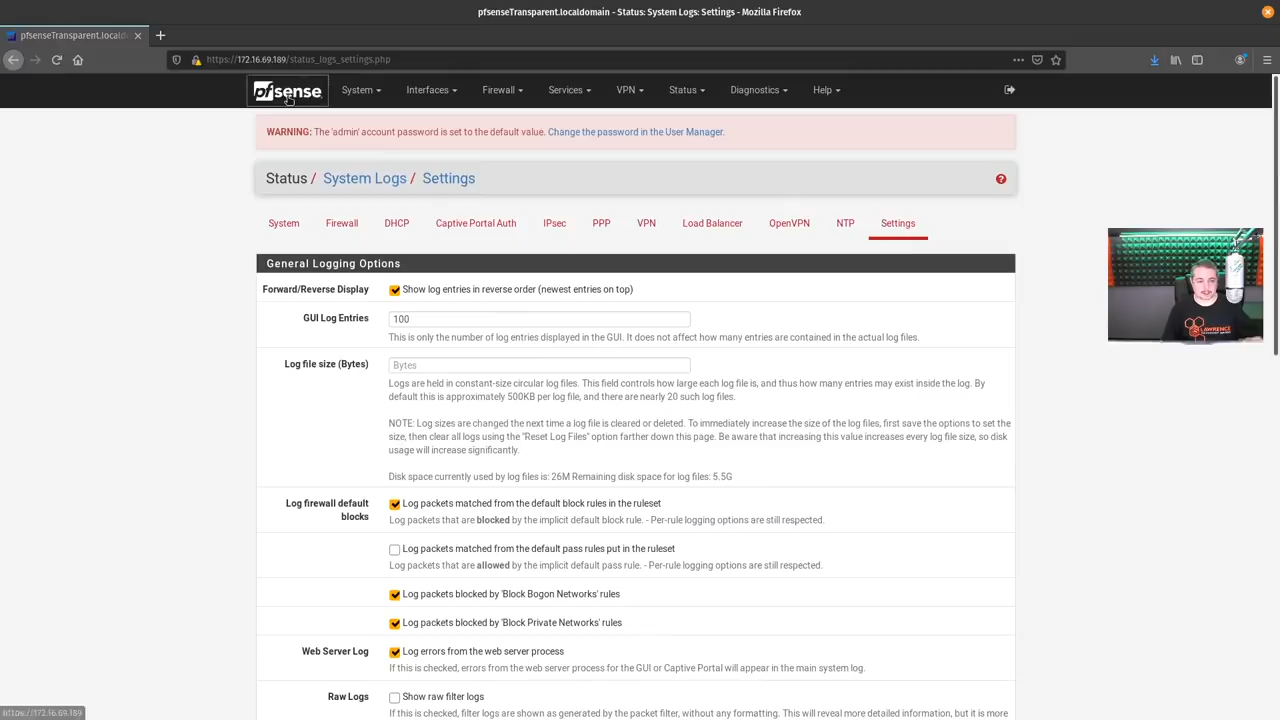 pfsenseTransparent.localdomain - Status: System Logs: Settings - Mozilla Firefox
pfsenseTransparent.locald
https://172.16.69.189/status_logs_settings.php
pfsense System Interfaces Firewall Services VPN Status Diagnostics Help
WARNING: The 'admin' account password is set to the default value. Change the password in the User Manager.
Status / System Logs / Settings
System Firewall DHCP Captive Portal Auth IPsec PPP VPN Load Balancer OpenVPN NTP Settings
General Logging Options
Forward/Reverse Display Show log entries in reverse order (newest entries on top)
GUI Log Entries 100
This is only the number of log entries displayed in the GUI. It does not affect how many entries are contained in the actual log files.
Log file size (Bytes) Bytes
Logs are held in constant-size circular log files. This field controls how large each log file is, and thus how many entries may exist inside the log. By
default this is approximately 500KB per log file, and there are nearly 20 such log files.
NOTE: Log sizes are changed the next time a log file is cleared or deleted. To immediately increase the size of the log files, first save the options to set the
size, then clear all logs using the "Reset Log Files" option farther down this page. Be aware that increasing this value increases every log file size, so disk
usage will increase significantly.
Disk space currently used by log files is: 26M Remaining disk space for log files: 5.5G
Log firewall default
blocks
Log packets matched from the default block rules in the ruleset
Log packets that are blocked by the implicit default block rule. - Per-rule logging options are still respected.
Log packets matched from the default pass rules put in the ruleset
Log packets that are allowed by the implicit default pass rule. - Per-rule logging options are still respected.
Log packets blocked by 'Block Bogon Networks' rules
Log packets blocked by 'Block Private Networks' rules
Web Server Log Log errors from the web server process
If this is checked, errors from the web server process for the GUI or Captive Portal will appear in the main system log.
Raw Logs Show raw filter logs
If this is checked, filter logs are shown as generated by the packet filter, without any formatting. This will reveal more detailed information, but it is more
https://172.16.69.189
LAWRENCE